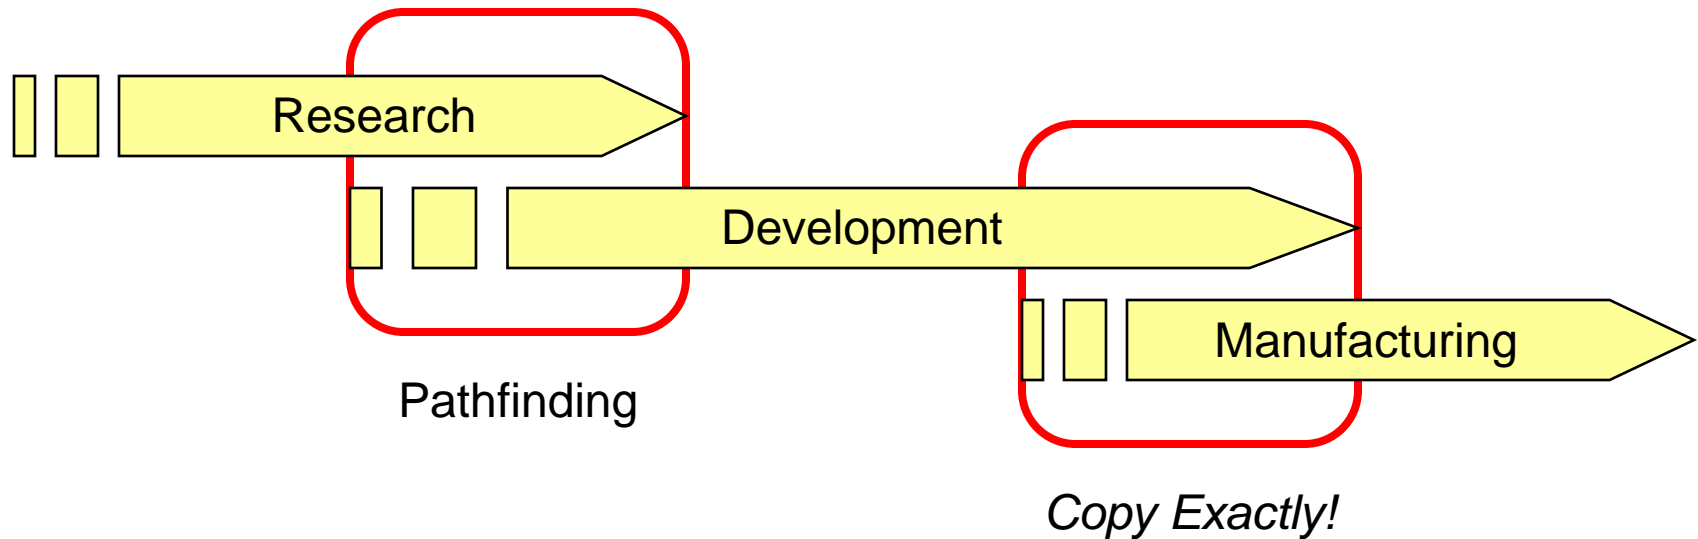 Research
Development
Manufacturing
Pathfinding
Copy Exactly!